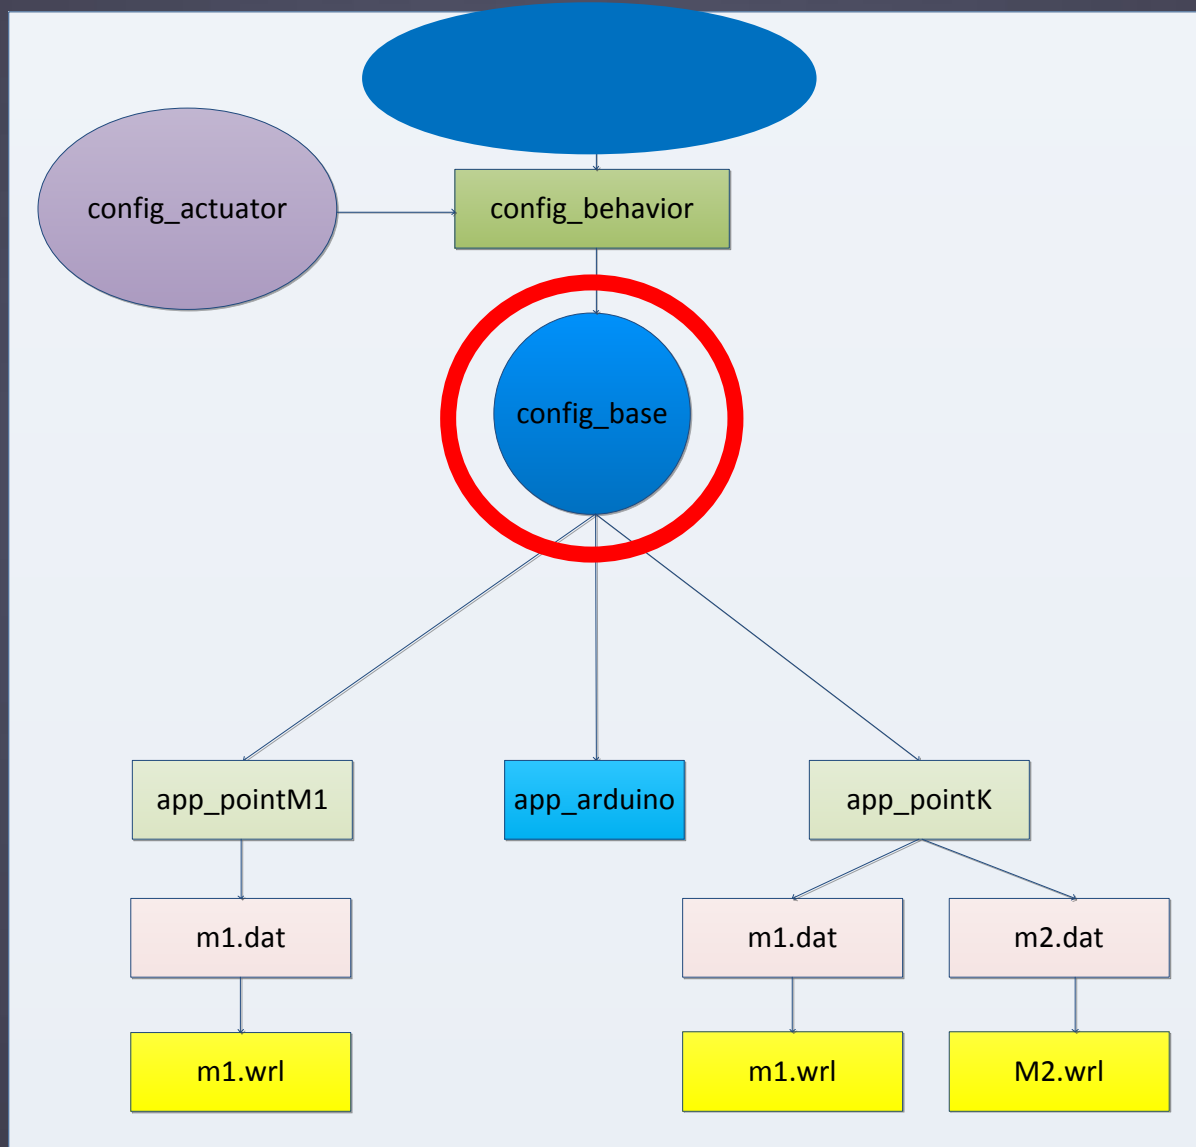 config_actuator
config_behavior
config_base
app_pointM1
app_arduino
app_pointK
m1.dat
m1.dat
m2.dat
m1.wrl
m1.wrl
M2.wrl